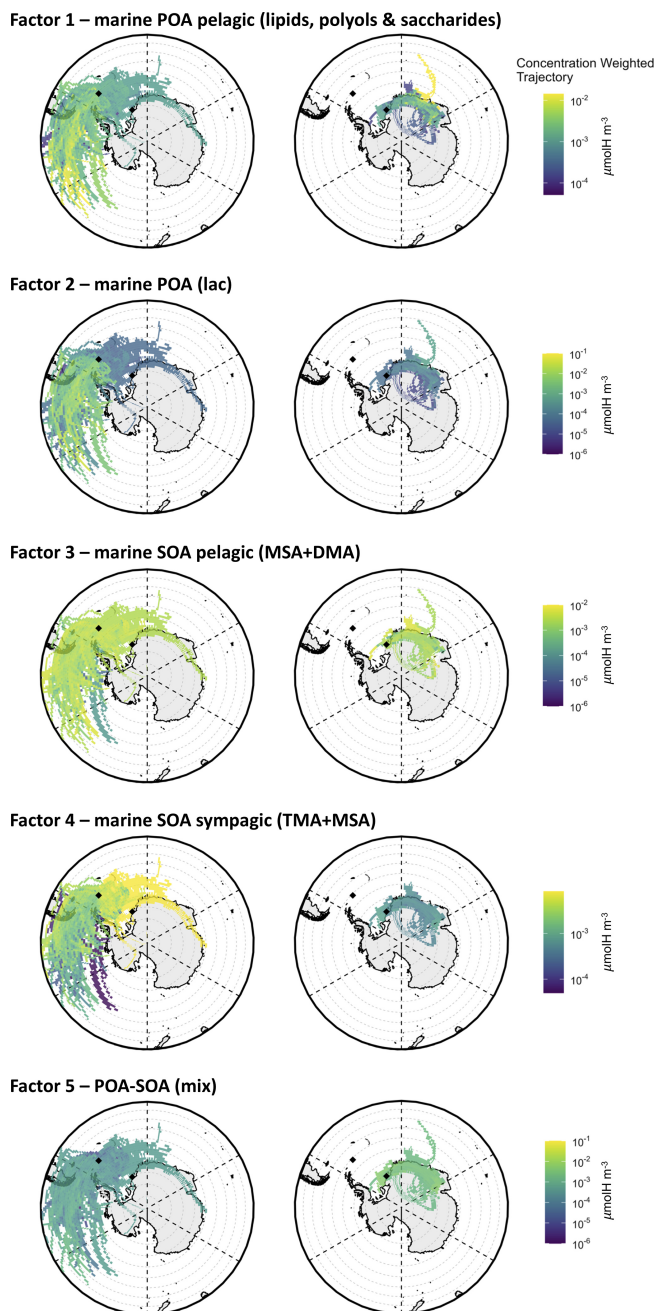 Factor 1 – marine POA pelagic (lipids, polyols & saccharides)
Concentration Weighted
Trajectory
10⁻²
10⁻³
10⁻⁴
µmolH m⁻³
Factor 2 – marine POA (lac)
10⁻¹
10⁻²
10⁻³
10⁻⁴
10⁻⁵
10⁻⁶
µmolH m⁻³
Factor 3 – marine SOA pelagic (MSA+DMA)
10⁻²
10⁻³
10⁻⁴
10⁻⁵
10⁻⁶
µmolH m⁻³
Factor 4 – marine SOA sympagic (TMA+MSA)
10⁻³
10⁻⁴
µmolH m⁻³
Factor 5 – POA-SOA (mix)
10⁻¹
10⁻²
10⁻³
10⁻⁴
10⁻⁵
10⁻⁶
µmolH m⁻³